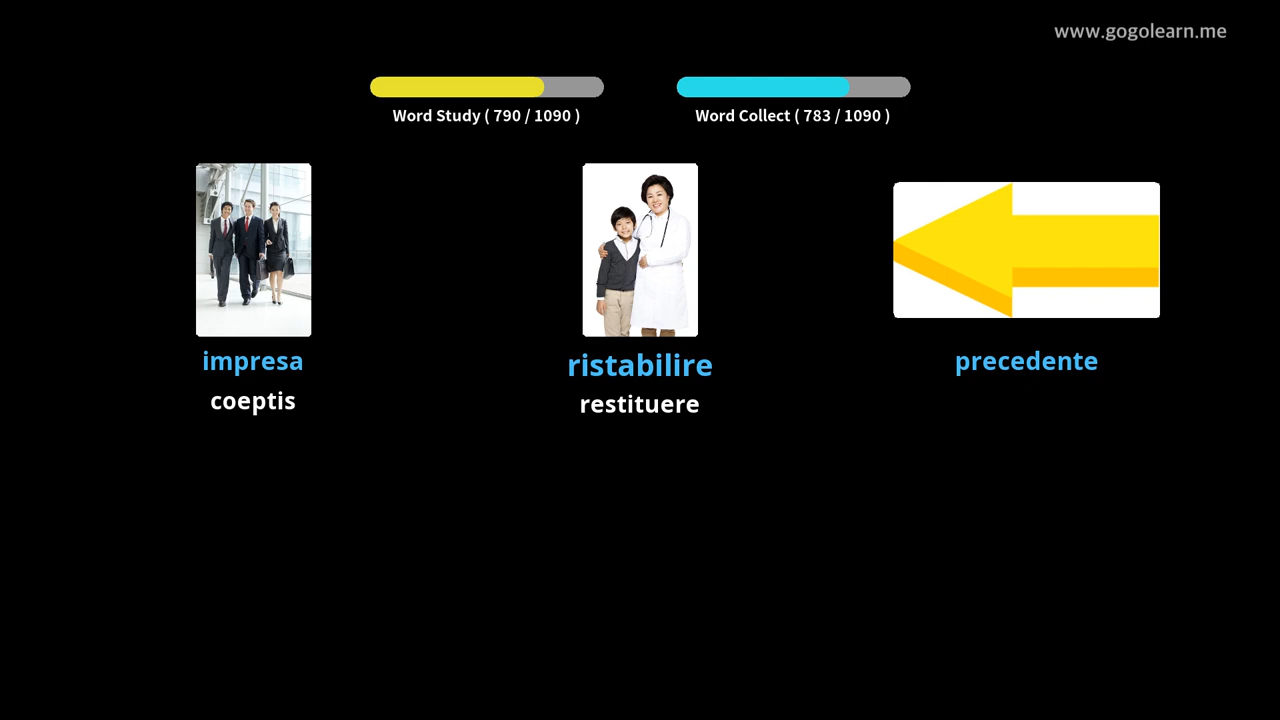 www.gogolearn.me
Word Study ( 790 / 1090 )
Word Collect ( 783 / 1090 )
impresa
coeptis
ristabilire
restituere
precedente